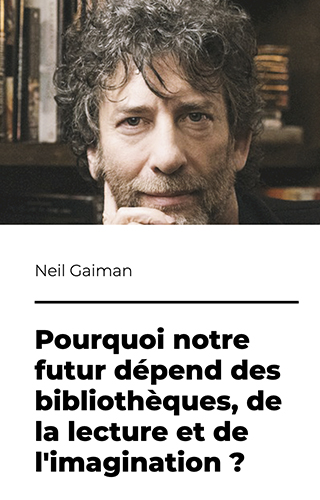 Neil Gaiman
Pourquoi notre
futur dépend des
bibliothèques, de
la lecture et de
l'imagination ?